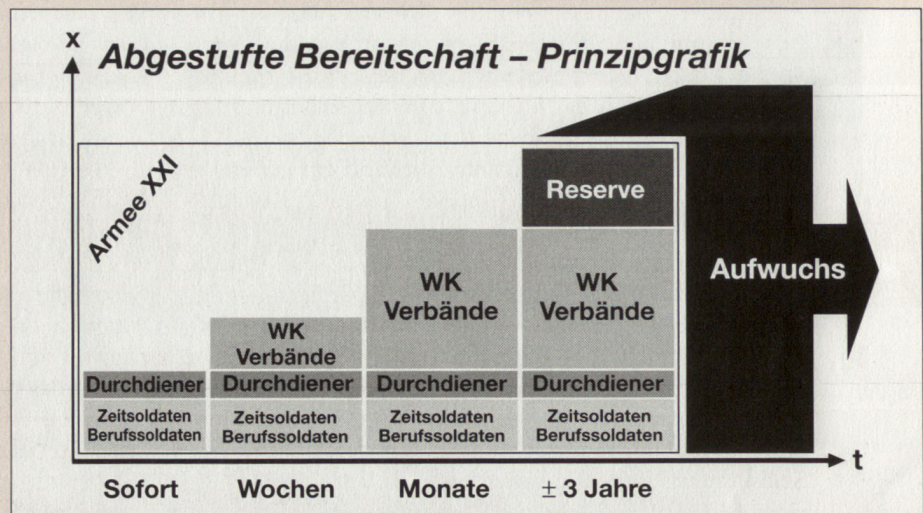 x
Abgestufte Bereitschaft – Prinzipgrafik
Armee XXI
Reserve
WK
Verbände
WK
Verbände
WK
Verbände
Aufwuchs
Durchdiener
Durchdiener
Durchdiener
Durchdiener
Zeitsoldaten
Berufssoldaten
Zeitsoldaten
Berufssoldaten
Zeitsoldaten
Berufssoldaten
Zeitsoldaten
Berufssoldaten
t
Sofort
Wochen
Monate
± 3 Jahre